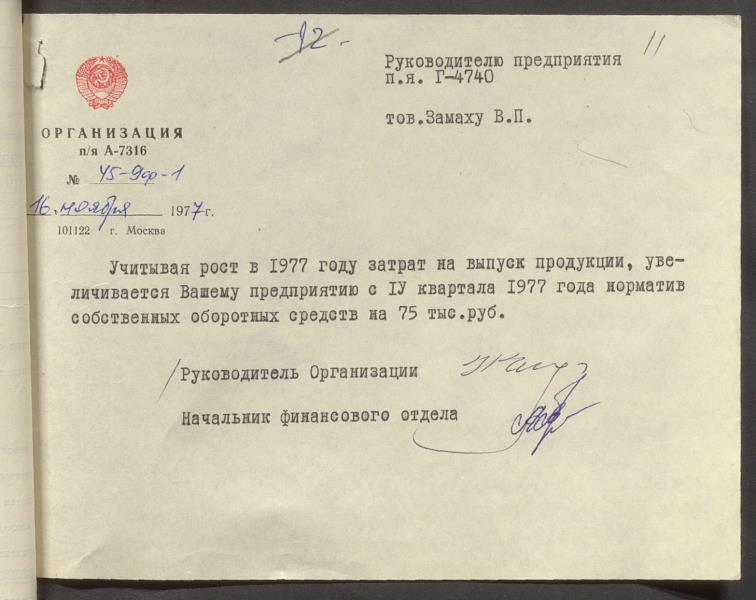 -12-
11
Руководителю предприятия
п.я. Г-4740
тов.Замаху В.П.
ОРГАНИЗАЦИЯ
п/я А-7316
№ 45-9ф-1
16 ноября 1977 г.
101122 г. Москва
Учитывая рост в 1977 году затрат на выпуск продукции, уве-
личивается Вашему предприятию с IУ квартала 1977 года норматив
собственных оборотных средств на 75 тыс.руб.
Руководитель Организации
Начальник финансового отдела